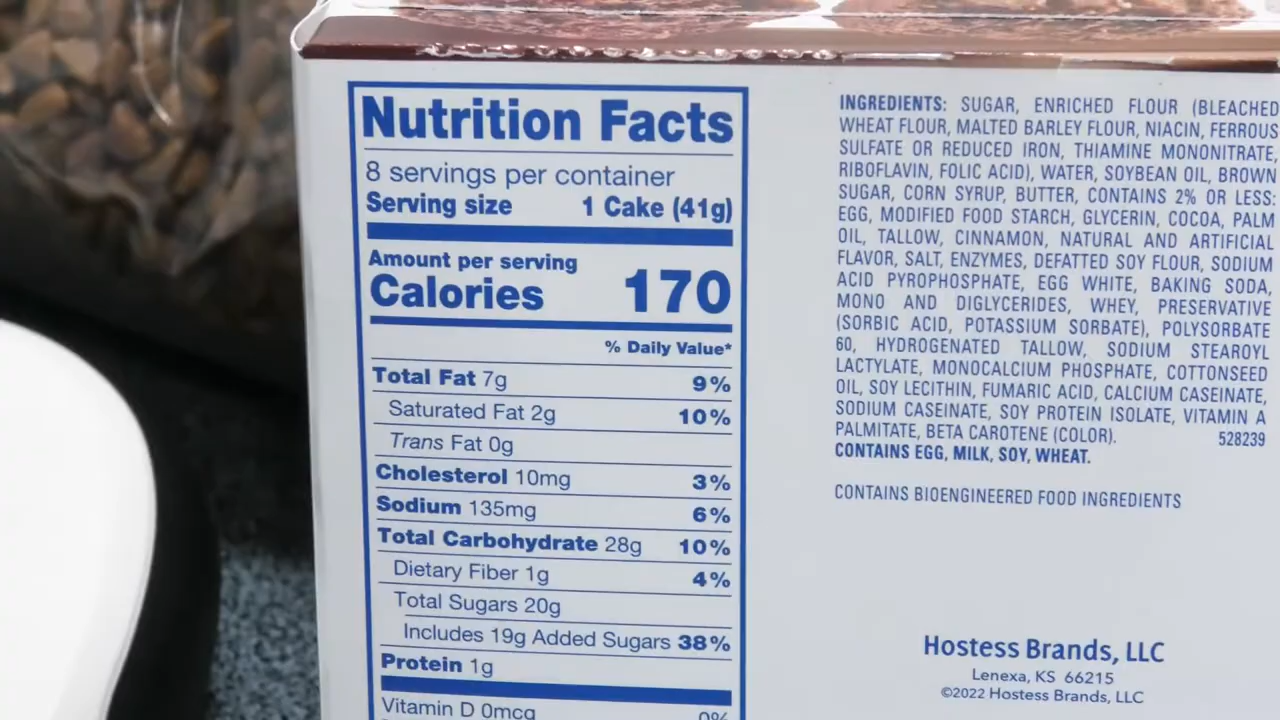 Nutrition Facts
8 servings per container
Serving size 1 Cake (41g)
Amount per serving
Calories 170
% Daily Value*
Total Fat 7g 9%
Saturated Fat 2g 10%
Trans Fat 0g
Cholesterol 10mg 3%
Sodium 135mg 6%
Total Carbohydrate 28g 10%
Dietary Fiber 1g 4%
Total Sugars 20g
Includes 19g Added Sugars 38%
Protein 1g
Vitamin D 0mcg 0%
INGREDIENTS: SUGAR, ENRICHED FLOUR (BLEACHED
WHEAT FLOUR, MALTED BARLEY FLOUR, NIACIN, FERROUS
SULFATE OR REDUCED IRON, THIAMINE MONONITRATE,
RIBOFLAVIN, FOLIC ACID), WATER, SOYBEAN OIL, BROWN
SUGAR, CORN SYRUP, BUTTER, CONTAINS 2% OR LESS:
EGG, MODIFIED FOOD STARCH, GLYCERIN, COCOA, PALM
OIL, TALLOW, CINNAMON, NATURAL AND ARTIFICIAL
FLAVOR, SALT, ENZYMES, DEFATTED SOY FLOUR, SODIUM
ACID PYROPHOSPHATE, EGG WHITE, BAKING SODA,
MONO AND DIGLYCERIDES, WHEY, PRESERVATIVE
(SORBIC ACID, POTASSIUM SORBATE), POLYSORBATE
60, HYDROGENATED TALLOW, SODIUM STEAROYL
LACTYLATE, MONOCALCIUM PHOSPHATE, COTTONSEED
OIL, SOY LECITHIN, FUMARIC ACID, CALCIUM CASEINATE,
SODIUM CASEINATE, SOY PROTEIN ISOLATE, VITAMIN A
PALMITATE, BETA CAROTENE (COLOR). 528239
CONTAINS EGG, MILK, SOY, WHEAT.
CONTAINS BIOENGINEERED FOOD INGREDIENTS
Hostess Brands, LLC
Lenexa, KS 66215
©2022 Hostess Brands, LLC